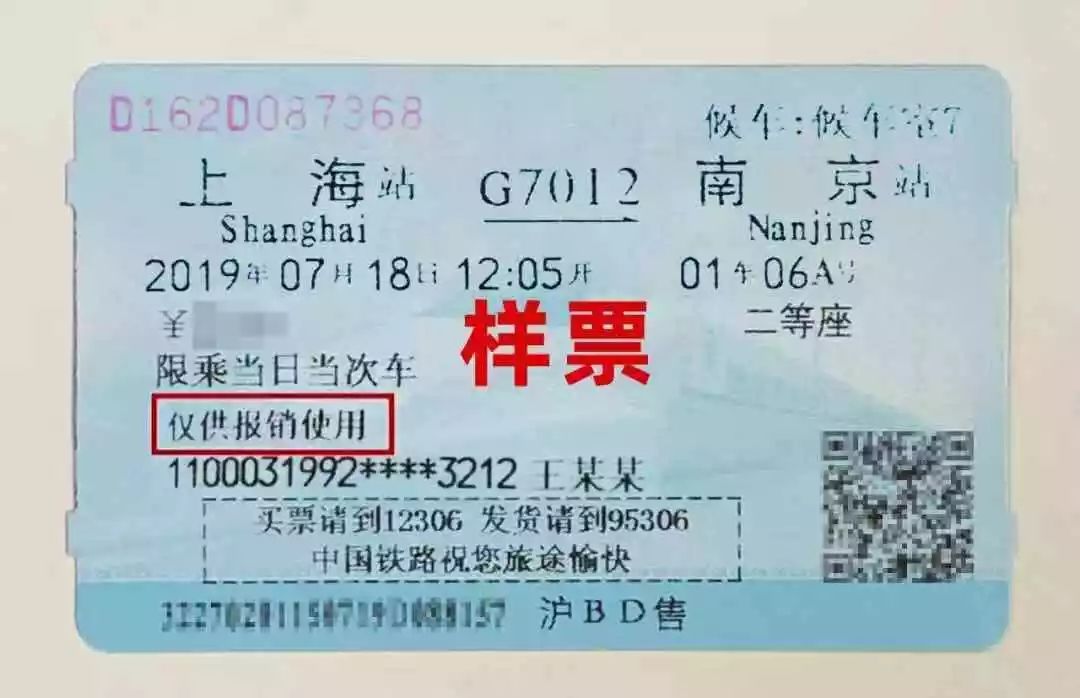 D162D087368 候车:候车室7
上海站 G7012 南京站
Shanghai Nanjing
2019年07月18日 12:05开 01车06A号
¥ 二等座
样票
限乘当日当次车
仅供报销使用
1100031992****3212 王某某
买票请到12306 发货请到95306
中国铁路祝您旅途愉快
沪BD售